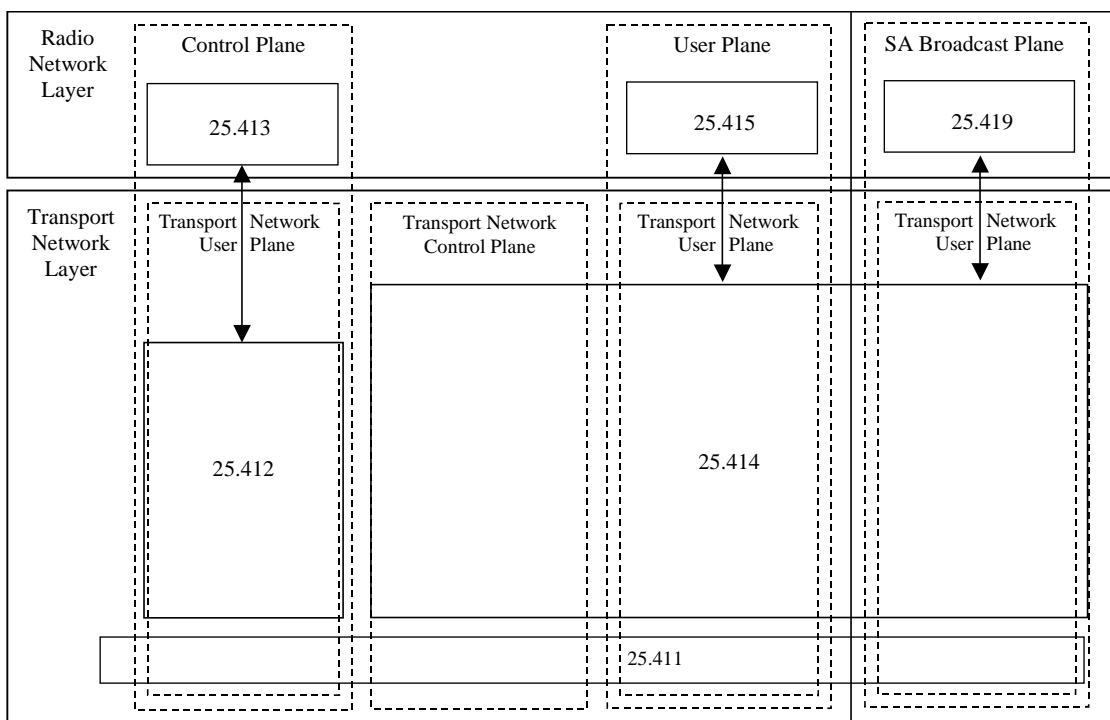 Radio
Network
Layer
Control Plane
User Plane
SA Broadcast Plane
25.413
25.415
25.419
Transport
Network
Layer
Transport Network
User Plane
Transport Network
Control Plane
Transport Network
User Plane
Transport Network
User Plane
25.412
25.414
25.411